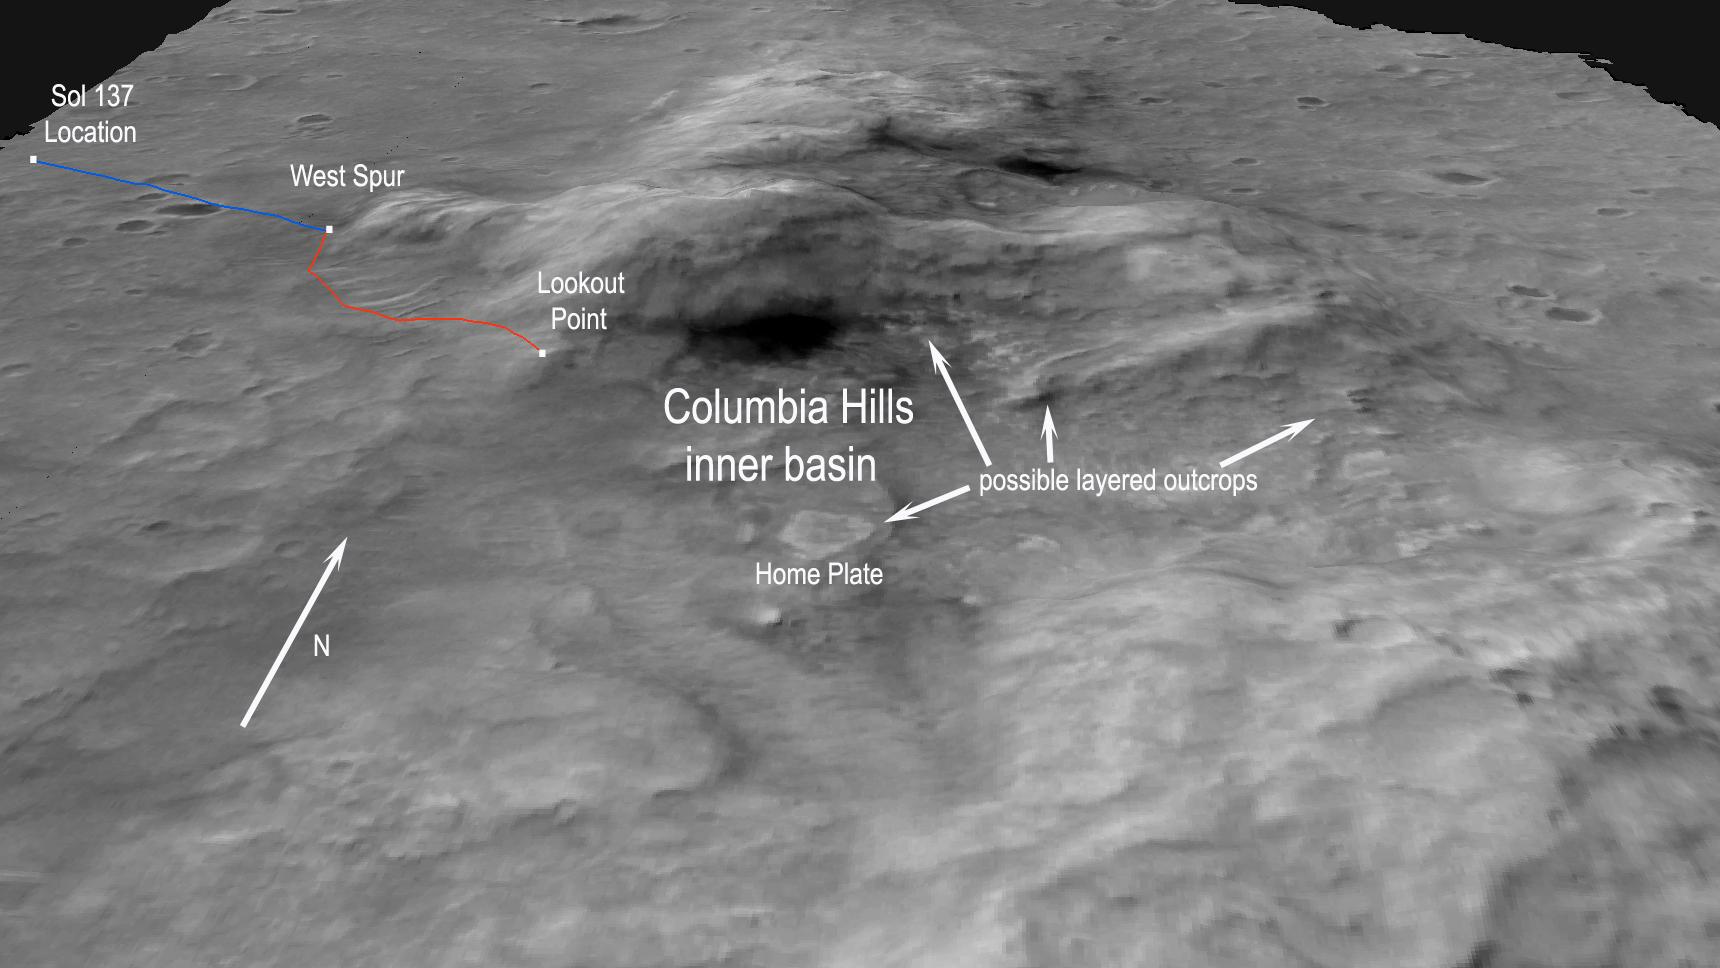 Sol 137
Location
West Spur
Lookout
Point
Columbia Hills
inner basin
possible layered outcrops
Home Plate
N